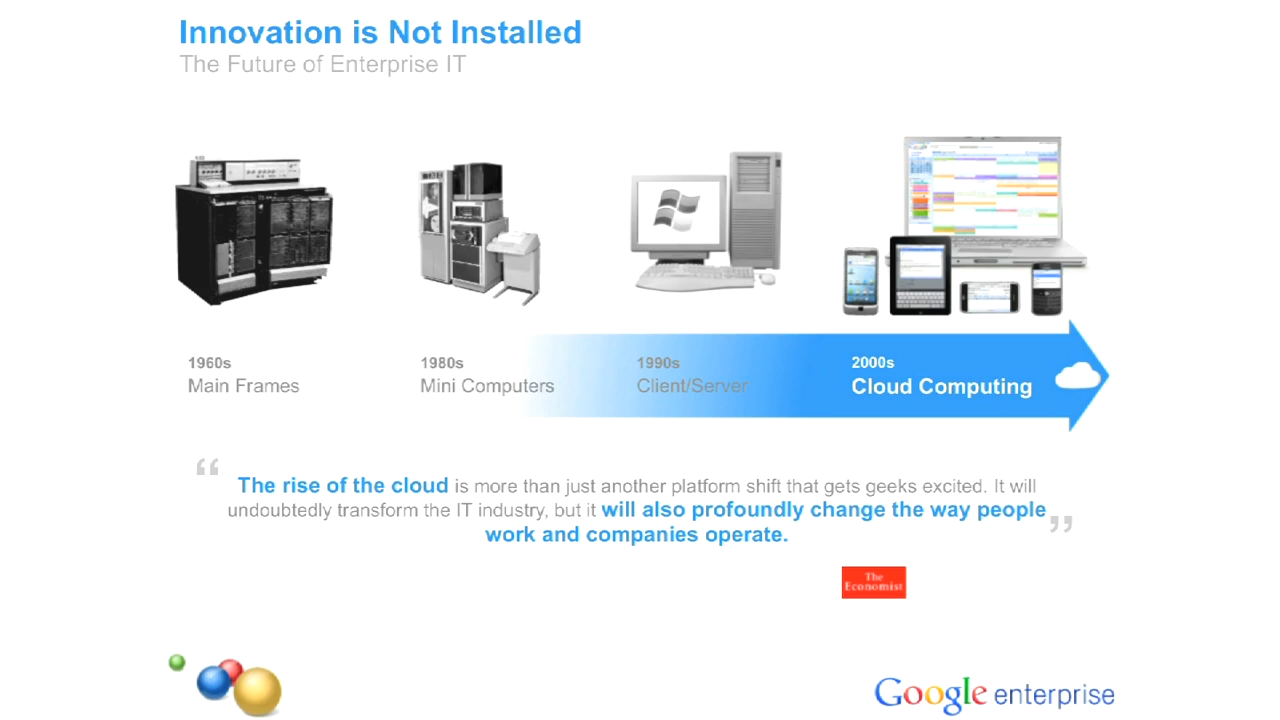 Innovation is Not Installed
The Future of Enterprise IT
1960s
Main Frames
1980s
Mini Computers
1990s
Client/Server
2000s
Cloud Computing
“ The rise of the cloud is more than just another platform shift that gets geeks excited. It will
undoubtedly transform the IT industry, but it will also profoundly change the way people
work and companies operate. ”
The
Economist
Google enterprise